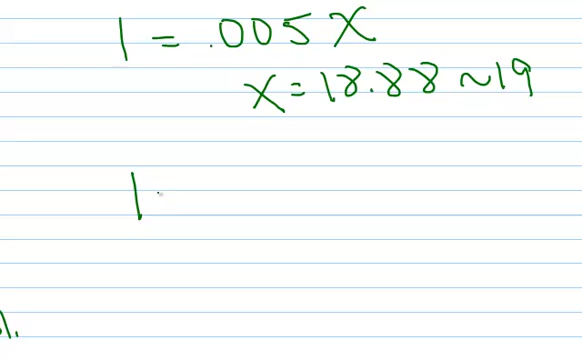 1 = .005 X
X = 18.88 ~19
1
%.